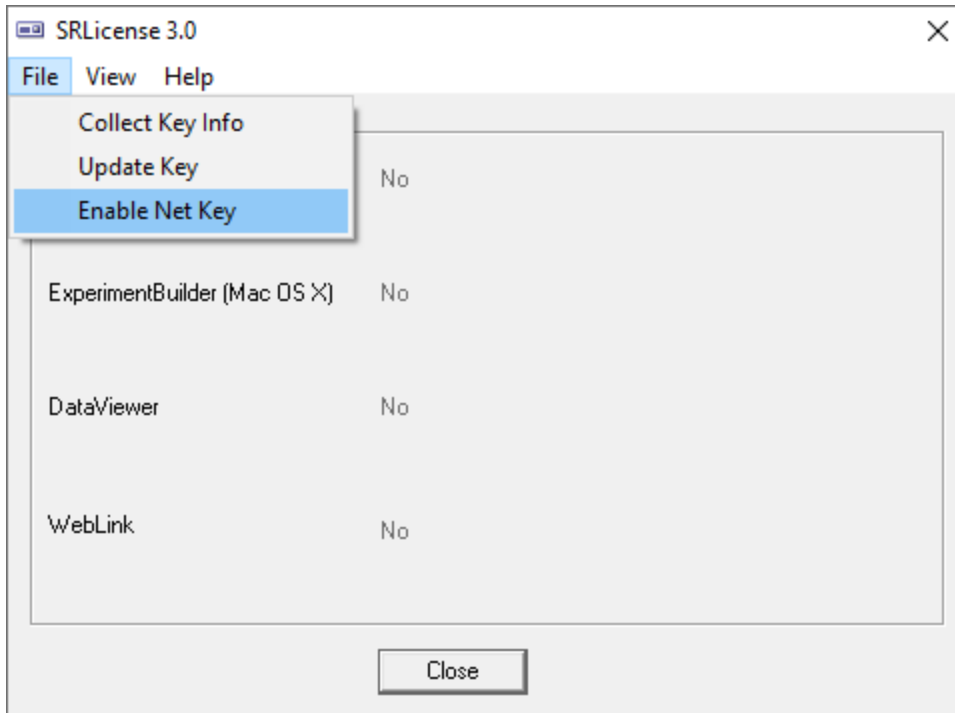 SRLicense 3.0
File View Help
Collect Key Info
Update Key
Enable Net Key
No
ExperimentBuilder (Mac OS X) No
DataViewer No
WebLink No
Close